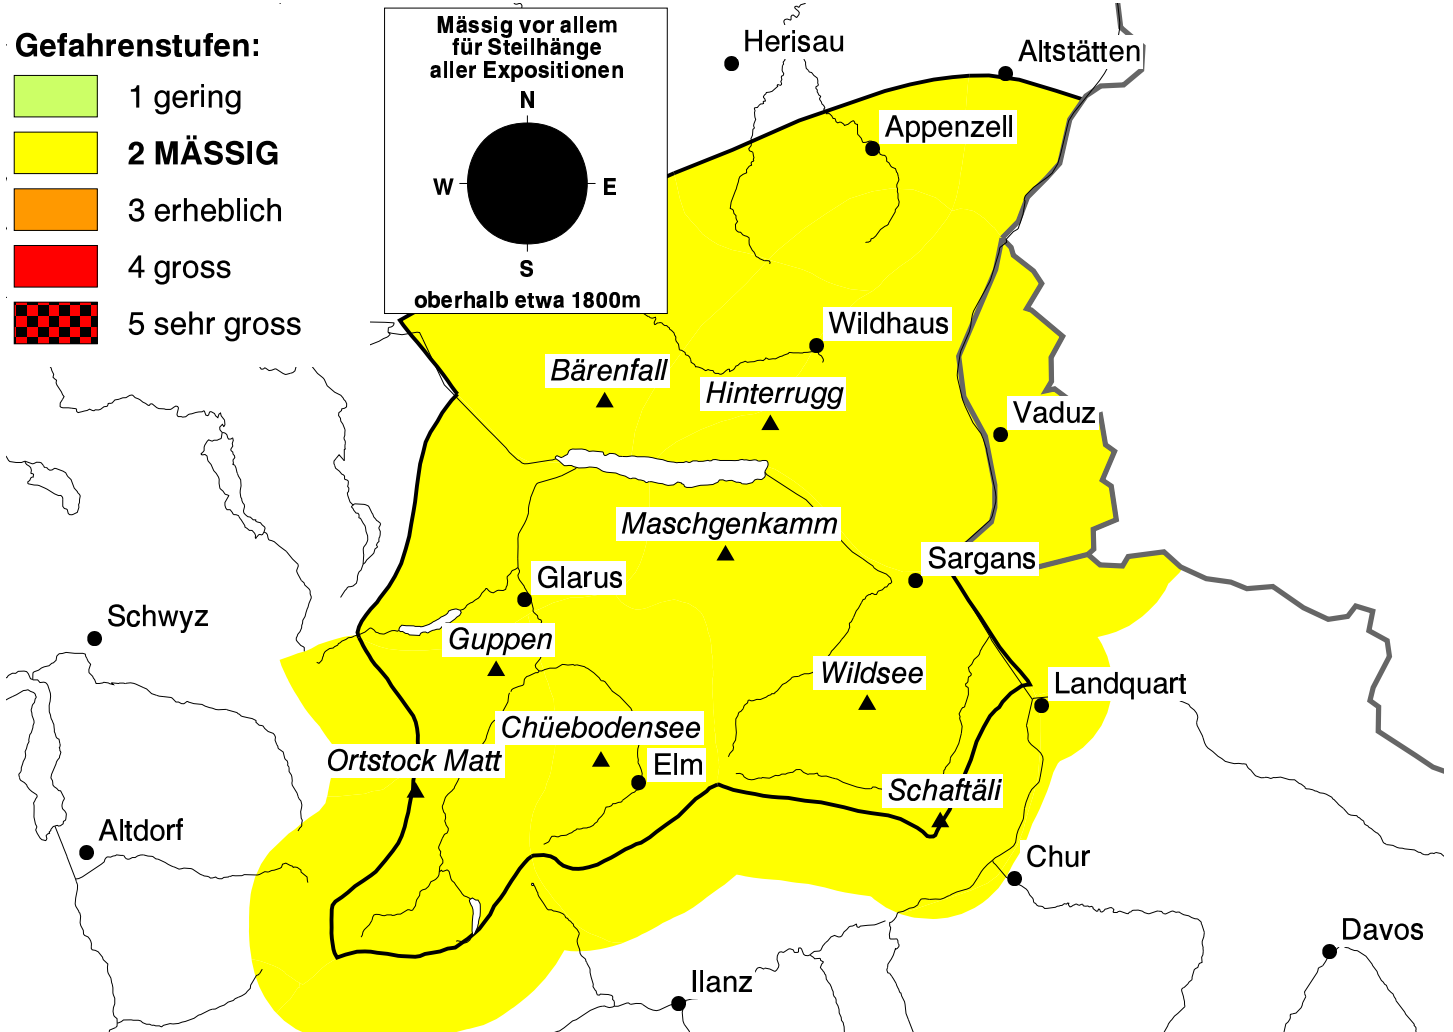 Gefahrenstufen:
1 gering
2 MÄSSIG
3 erheblich
4 gross
5 sehr gross
Mässig vor allem
für Steilhänge
aller Expositionen
N
W
E
S
oberhalb etwa 1800m
Herisau
Altstätten
Appenzell
Wildhaus
Bärenfall
Hinterrugg
Vaduz
Maschgenkamm
Sargans
Glarus
Schwyz
Guppen
Wildsee
Landquart
Chüebodensee
Ortstock Matt
Elm
Schaftäli
Altdorf
Chur
Davos
Ilanz